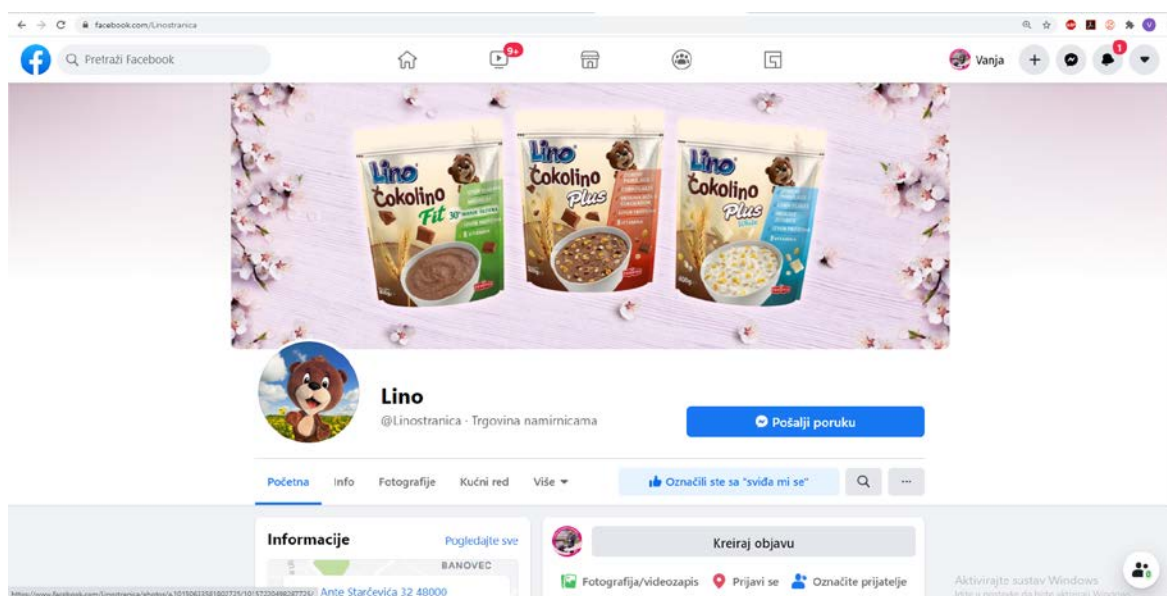 facebook.com/Linostranica
Pretraži Facebook
9+
Vanja
1
V
Lino
Čokolino
Fit
30%
Lino
Čokolino
Plus
Lino
Čokolino
Plus
Lino
@Linostranica · Trgovina namirnicama
Pošalji poruku
Početna Info Fotografije Kućni red Više
Označili ste sa "sviđa mi se"
Informacije Pogledajte sve
Kreiraj objavu
BANOVEC
Fotografija/videozapis Prijavi se Označite prijatelje
Ante Starčevića 32 48000
Aktivirajte sustav Windows